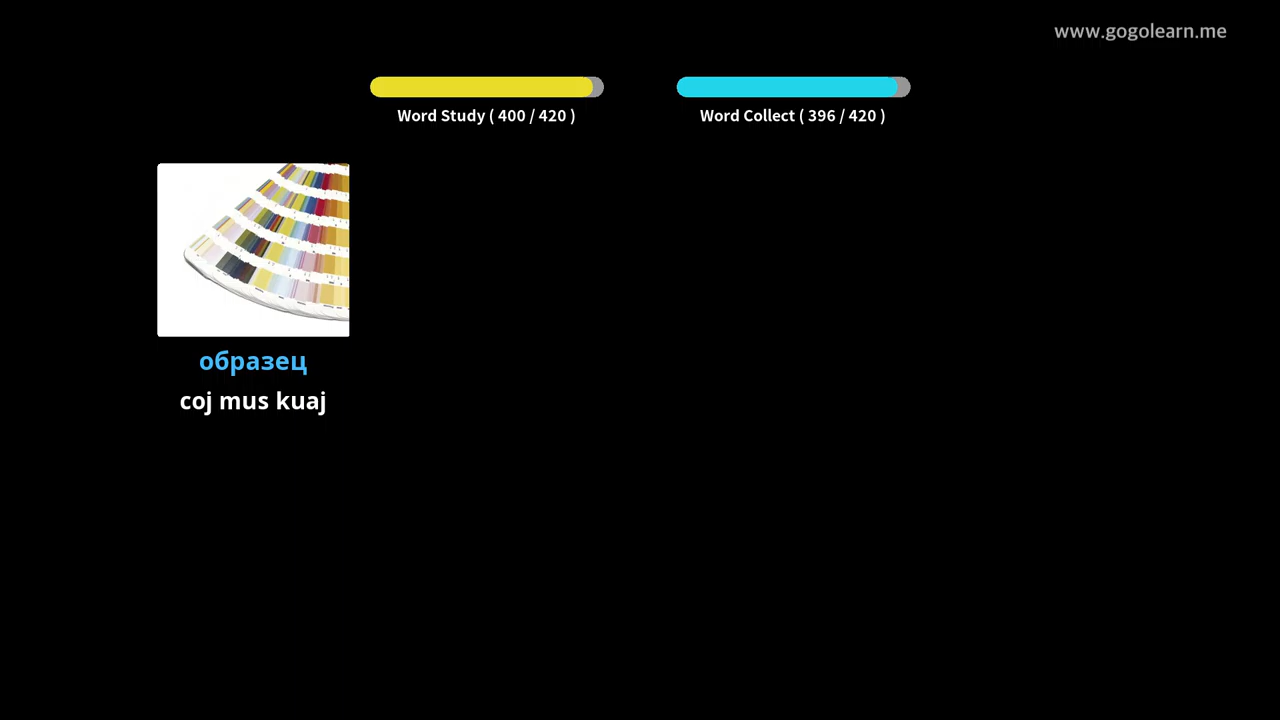 www.gogolearn.me
Word Study ( 400 / 420 )
Word Collect ( 396 / 420 )
образец
coj mus kuaj